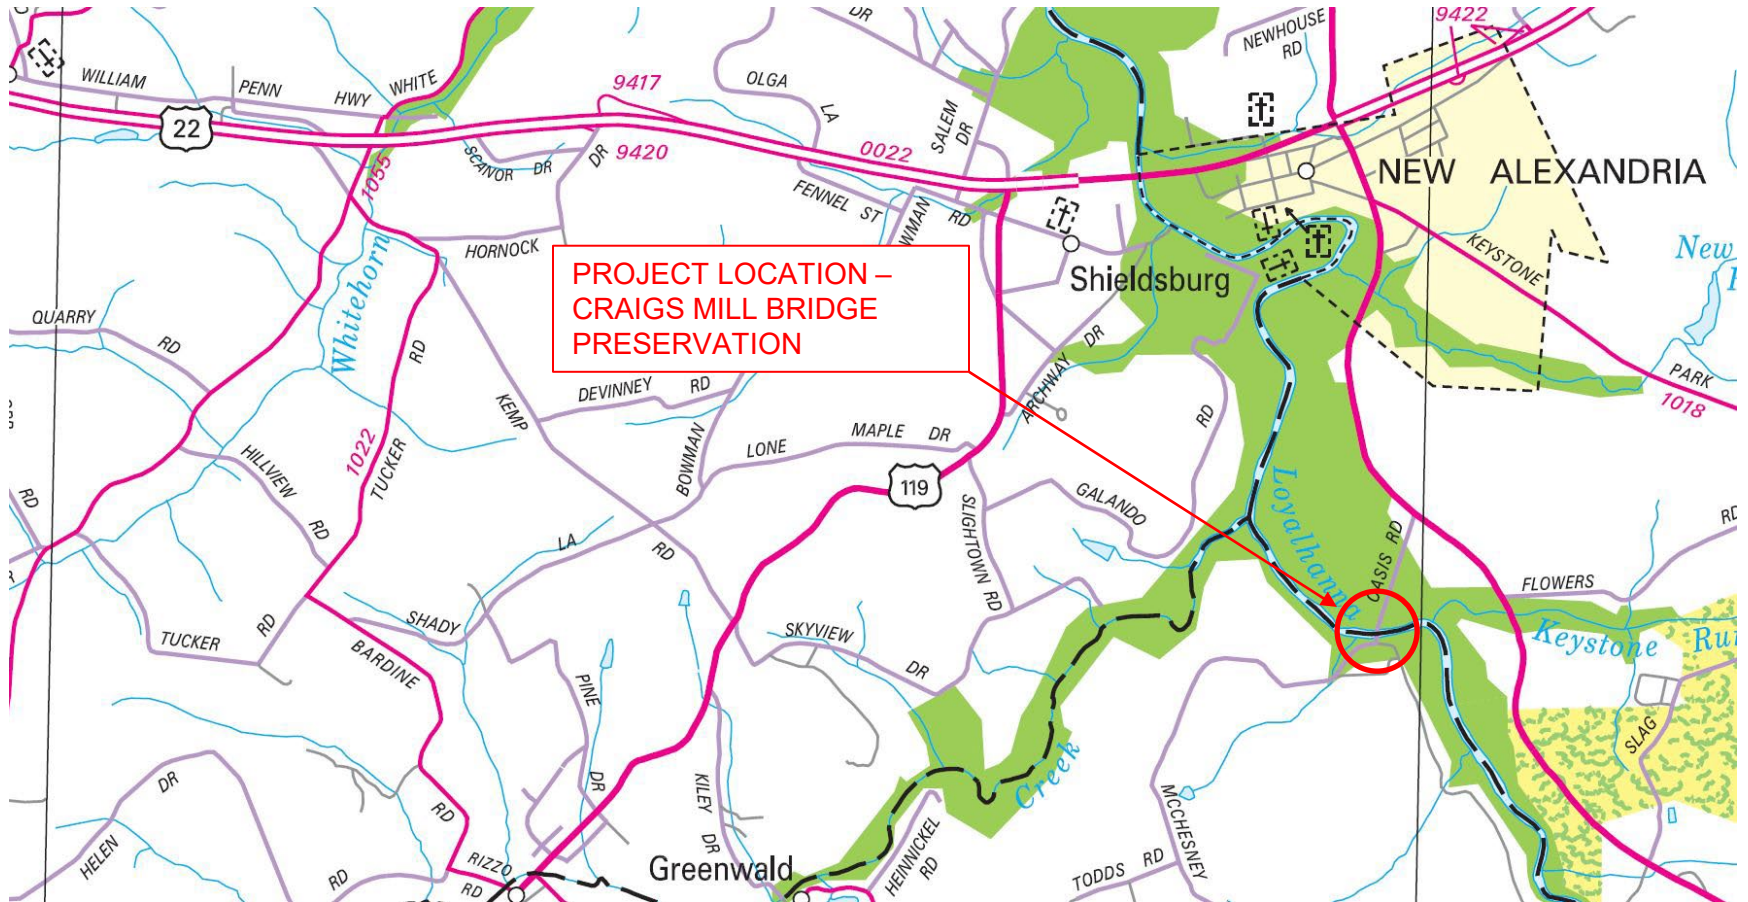 DR
NEWHOUSE
RD
9422
WILLIAM
PENN
HWY
WHITE
9417
OLGA
LA
SALEM
DR
22
9420
0022
SCANOR DR
DR
1055
NEW ALEXANDRIA
FENNEL ST
RD
HORNOCK
Whitehorn
KEYSTONE
New
PROJECT LOCATION –
CRAIGS MILL BRIDGE
PRESERVATION
Shieldsburg
QUARRY
RD
RD
ARCHWAY DR
PARK
1018
DEVINNEY RD
KEMP
RD
BOWMAN
LONE
MAPLE DR
HILLVIEW
RD
1022
TUCKER
119
SLIGHTOWN RD
GALANDO
Loyalhanna
OASIS RD
RD
RD
LA
RD
FLOWERS
SHADY
TUCKER
RD
BARDINE
SKYVIEW
DR
Keystone
PINE
DR
SLAG
DR
HELEN
RD
KILEY
DR
Creek
MCCHESNEY
RIZZO
RD
RD
Greenwald
HEINNICKEL
RD
TODDS RD